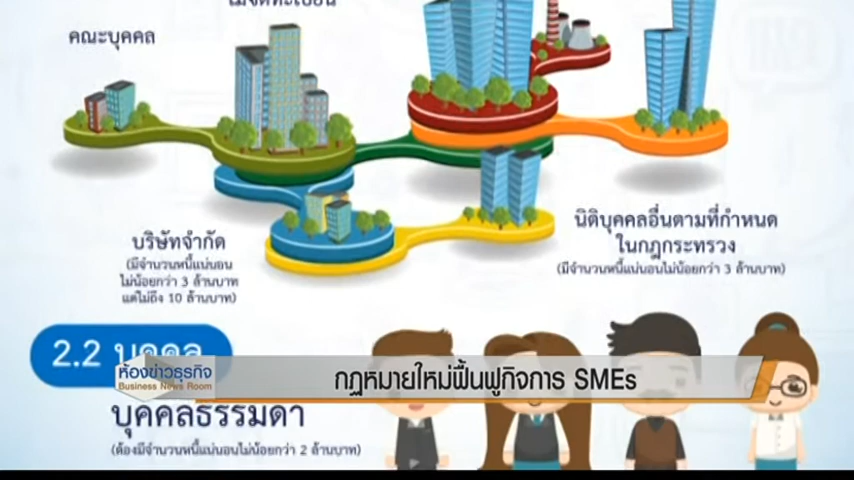 คณะบุคคล
บริษัทจำกัด
(มีจำนวนหนี้แน่นอน
ไม่น้อยกว่า 3 ล้านบาท
แต่ไม่ถึง 10 ล้านบาท)
นิติบุคคลอื่นตามที่กำหนด
ในกฎกระทรวง
(มีจำนวนหนี้แน่นอนไม่น้อยกว่า 3 ล้านบาท)
2.2 บุคคล
ห้องข่าวธุรกิจ
Business News Room
กฎหมายใหม่ฟื้นฟูกิจการ SMEs
บุคคลธรรมดา
(ต้องมีจำนวนหนี้แน่นอนไม่น้อยกว่า 2 ล้านบาท)